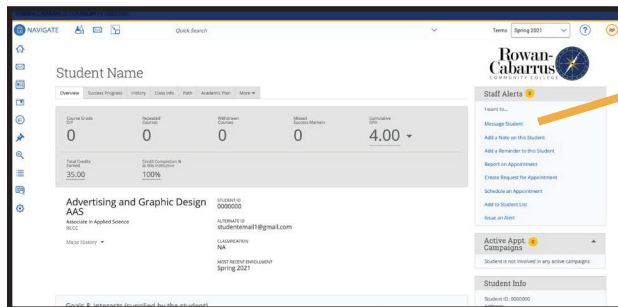 NAVIGATE
Quick Search
Terms
Spring 2021
?
RP
Rowan-
Cabarrus
COMMUNITY COLLEGE
Student Name
Overview Success Progress History Class Info Path Academic Plan More
Course Grade
D/F
0
Repeated
Courses
0
Withdrawn
Courses
0
Missed
Success Markers
0
Cumulative
GPA
4.00
Total Credits
Earned
35.00
Credit Completion %
at this institution
100%
Advertising and Graphic Design
AAS
Associate in Applied Science
RCCC
Major History
STUDENT ID
0000000
ALTERNATE ID
studentemail1@gmail.com
CLASSIFICATION
NA
MOST RECENT ENROLLMENT
Spring 2021
Goals & Interests (supplied by the student)
Staff Alerts
I want to...
Message Student
Add a Note on this Student
Add a Reminder to this Student
Report on Appointment
Create Request for Appointment
Schedule an Appointment
Add to Student List
Issue an Alert
Active Appt.
Campaigns
Student is not involved in any active campaigns
Student Info
Student ID: 0000000